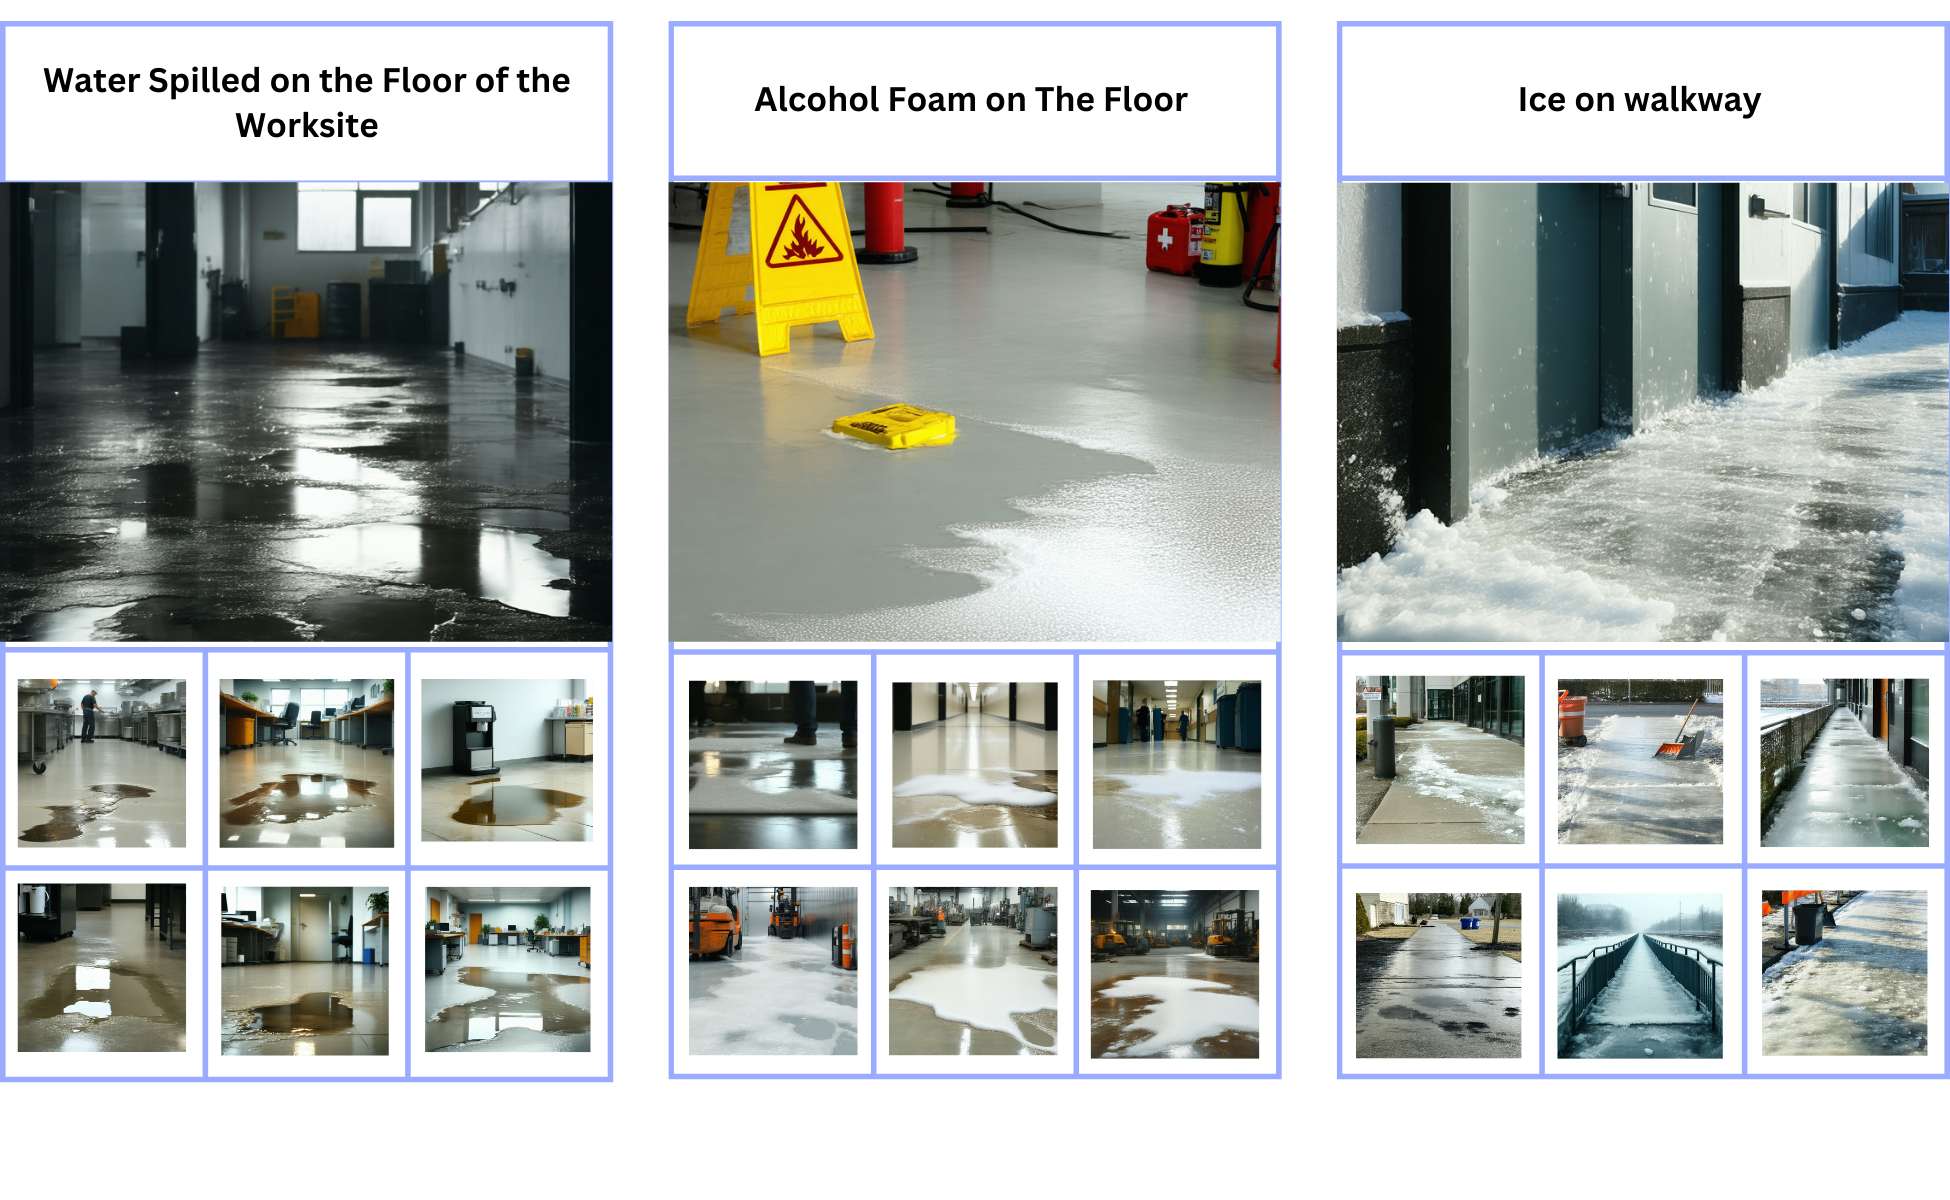 Water Spilled on the Floor of the
Worksite
Alcohol Foam on The Floor
Ice on walkway